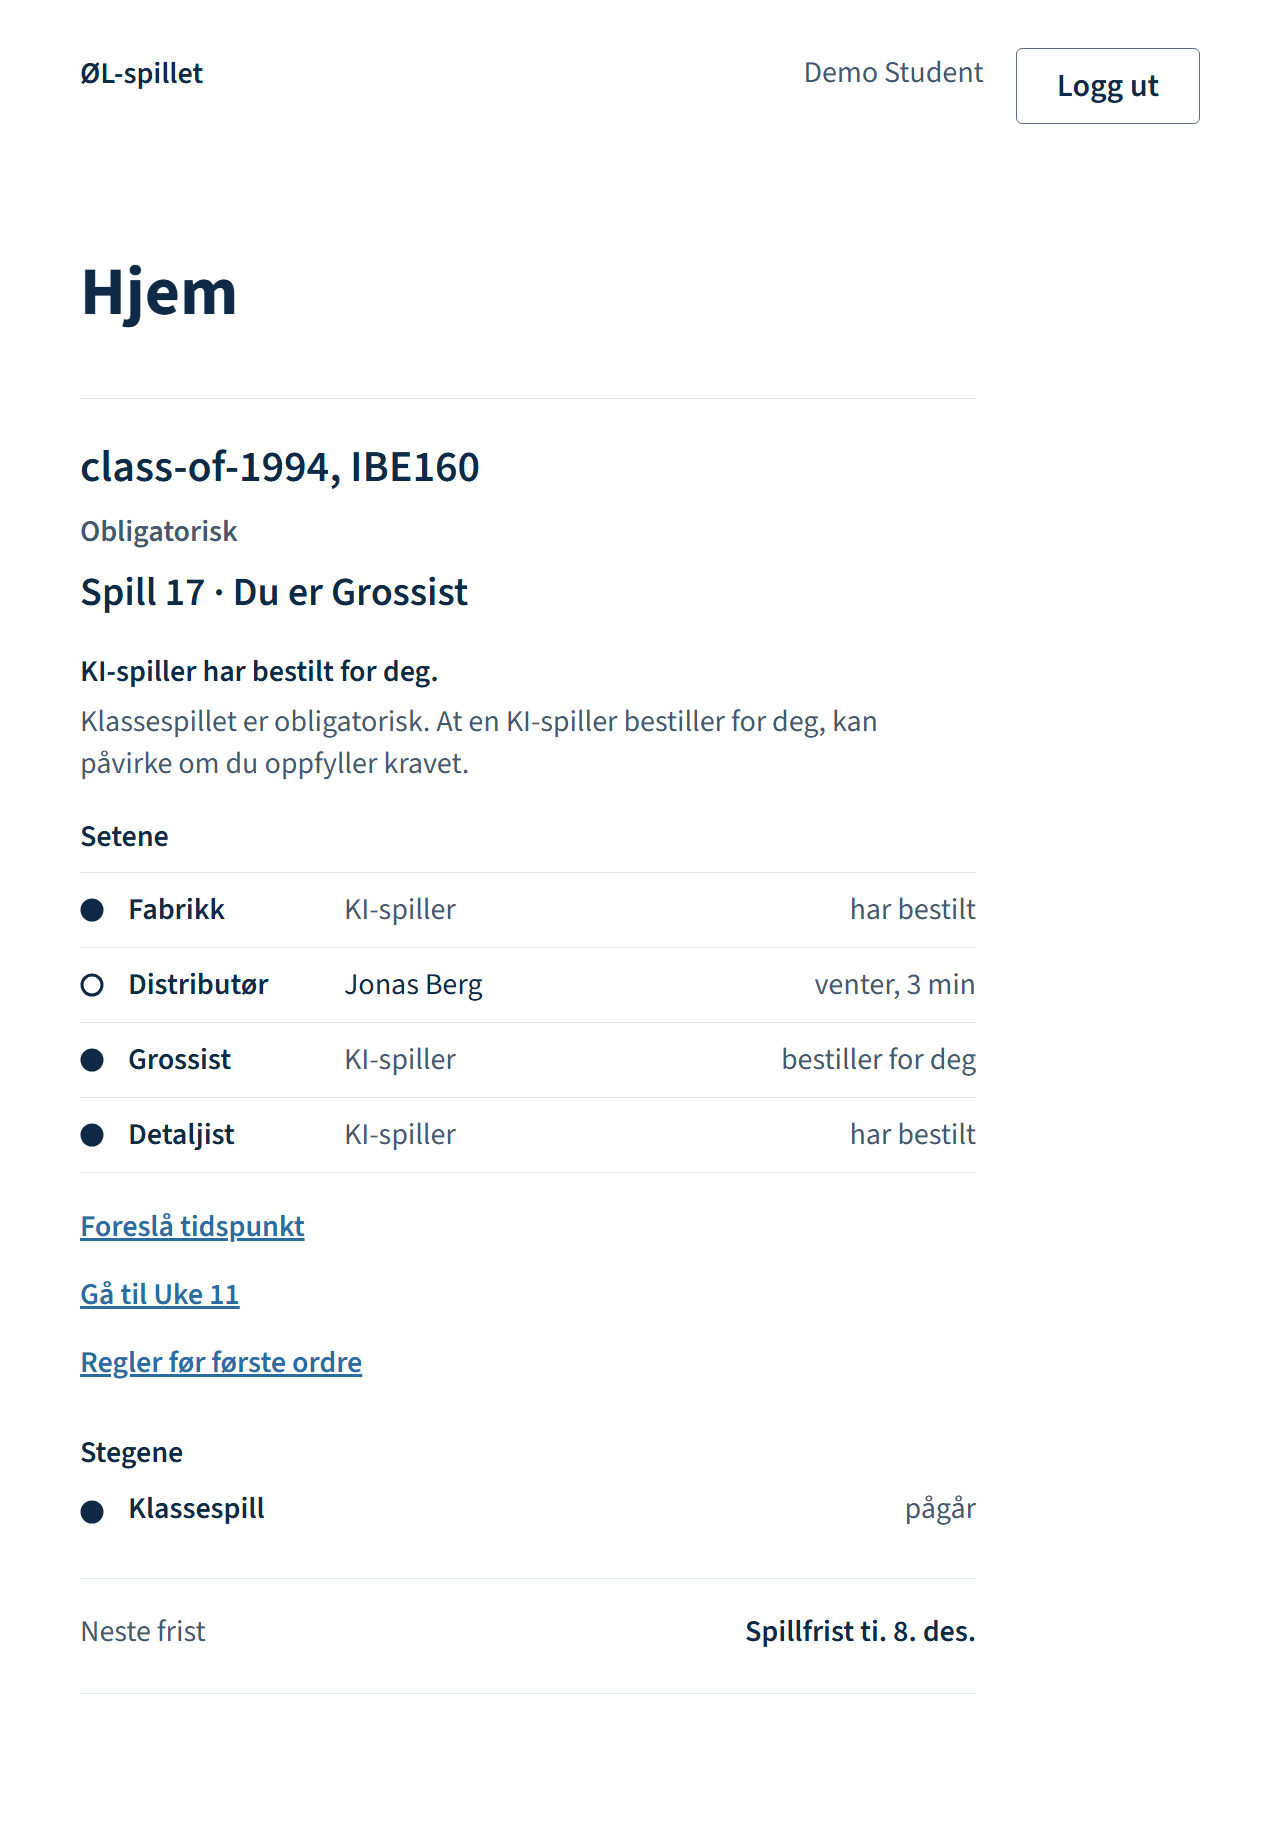 ØL-spillet
Demo Student
Logg ut
Hjem
class-of-1994, IBE160
Obligatorisk
Spill 17 · Du er Grossist
KI-spiller har bestilt for deg.
Klassespillet er obligatorisk. At en KI-spiller bestiller for deg, kan
påvirke om du oppfyller kravet.
Setene
Fabrikk KI-spiller har bestilt
Distributør Jonas Berg venter, 3 min
Grossist KI-spiller bestiller for deg
Detaljist KI-spiller har bestilt
Foreslå tidspunkt
Gå til Uke 11
Regler før første ordre
Stegene
Klassespill pågår
Neste frist Spillfrist ti. 8. des.